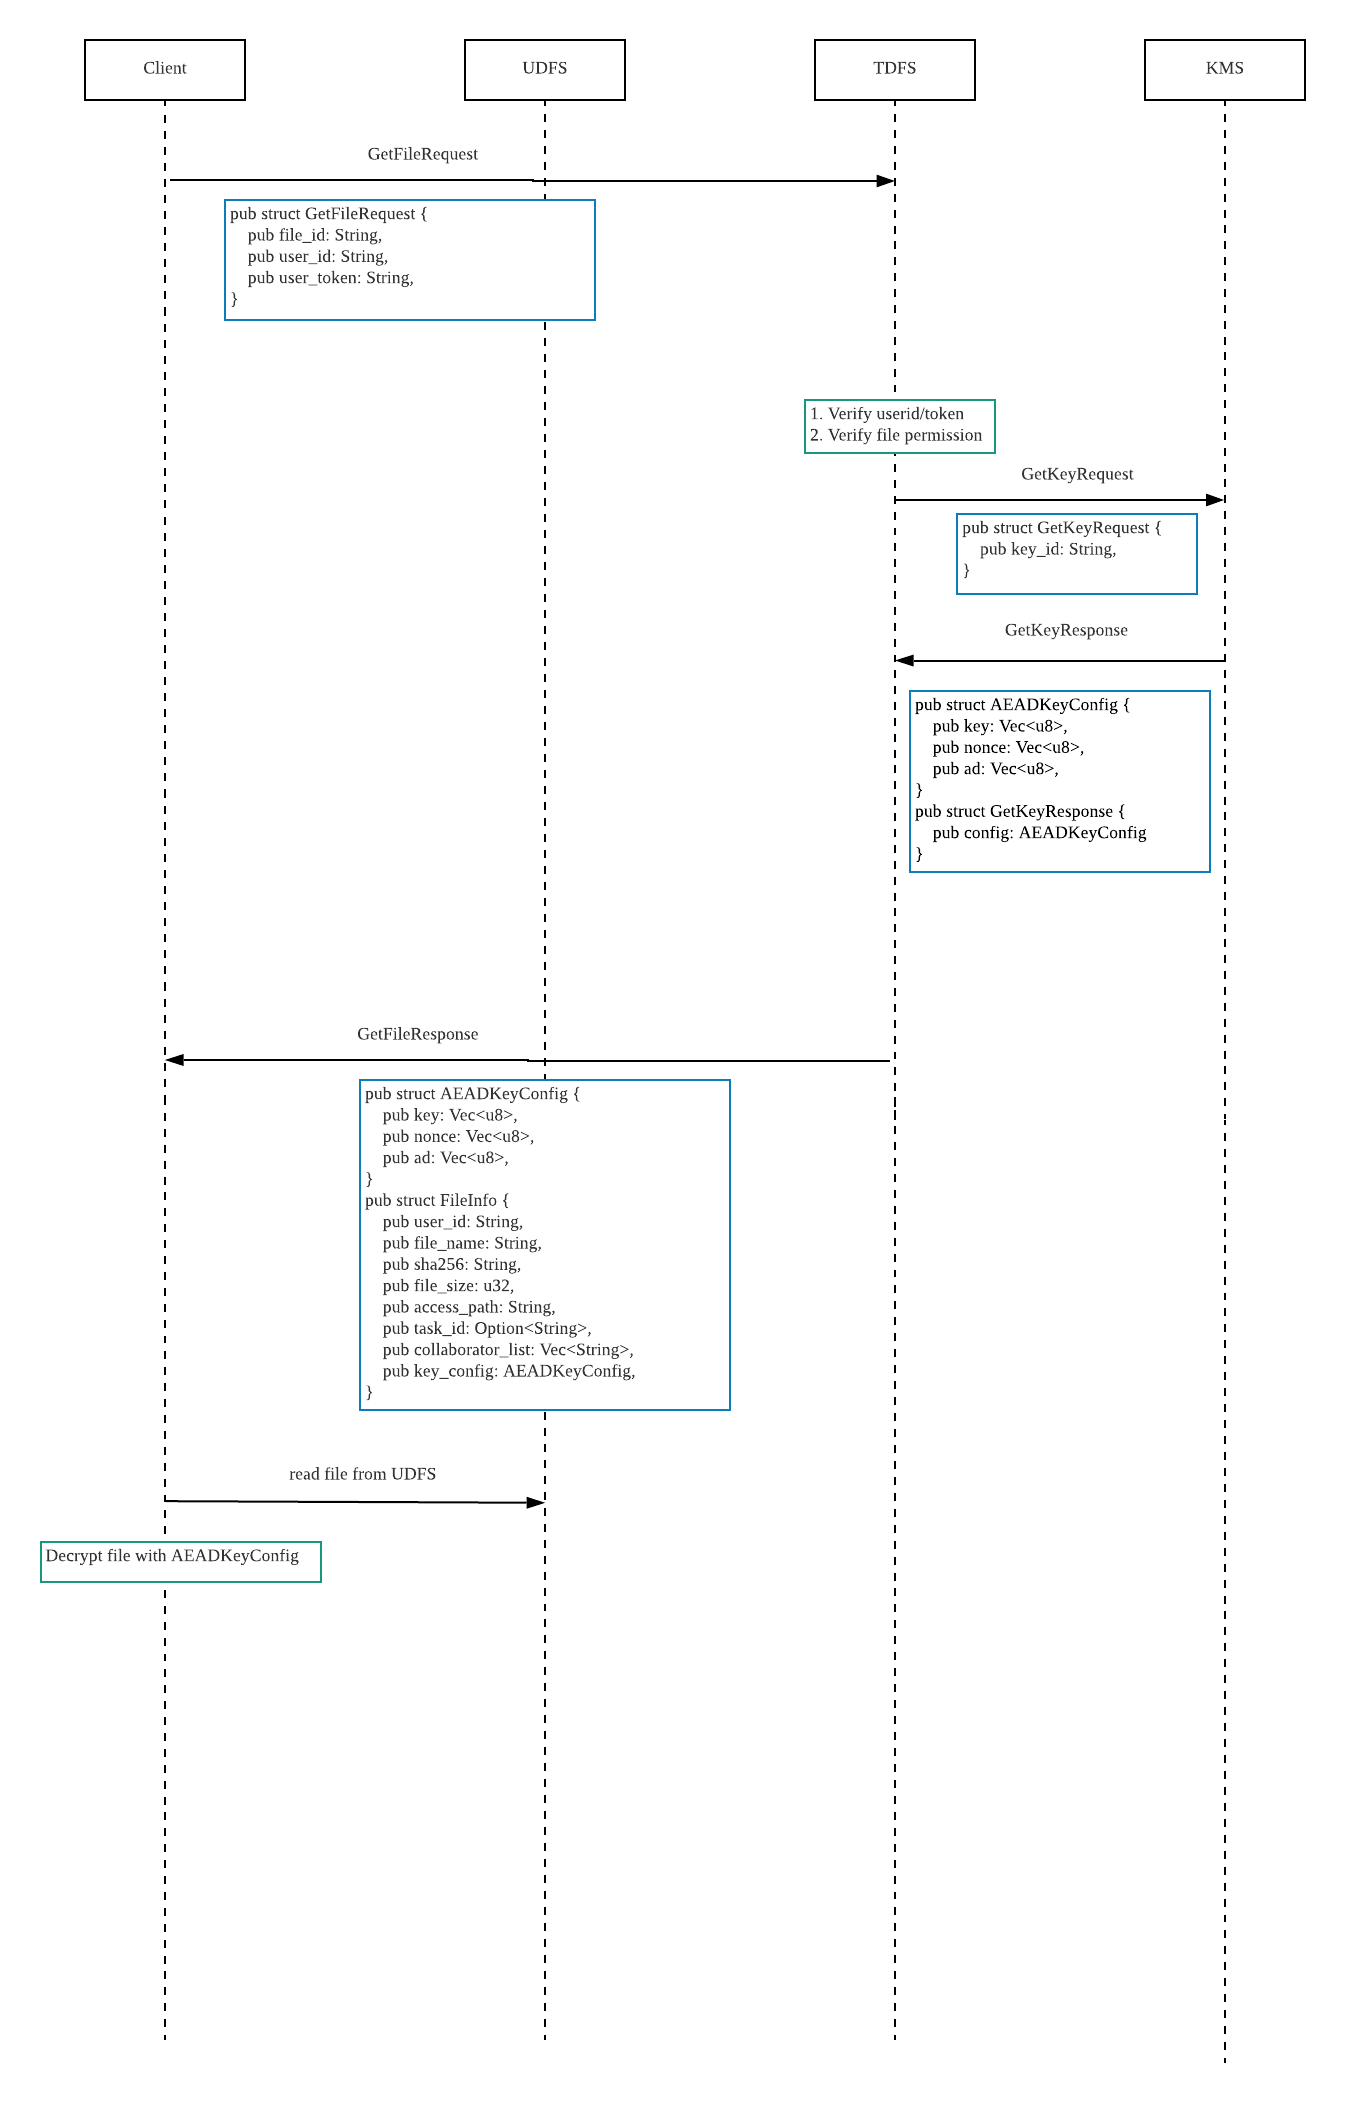 Client
UDFS
TDFS
KMS
GetFileRequest
pub struct GetFileRequest {
    pub file_id: String,
    pub user_id: String,
    pub user_token: String,
}
1. Verify userid/token
2. Verify file permission
GetKeyRequest
pub struct GetKeyRequest {
    pub key_id: String,
}
GetKeyResponse
pub struct AEADKeyConfig {
    pub key: Vec<u8>,
    pub nonce: Vec<u8>,
    pub ad: Vec<u8>,
}
pub struct GetKeyResponse {
    pub config: AEADKeyConfig
}
GetFileResponse
pub struct AEADKeyConfig {
    pub key: Vec<u8>,
    pub nonce: Vec<u8>,
    pub ad: Vec<u8>,
}
pub struct FileInfo {
    pub user_id: String,
    pub file_name: String,
    pub sha256: String,
    pub file_size: u32,
    pub access_path: String,
    pub task_id: Option<String>,
    pub collaborator_list: Vec<String>,
    pub key_config: AEADKeyConfig,
}
read file from UDFS
Decrypt file with AEADKeyConfig